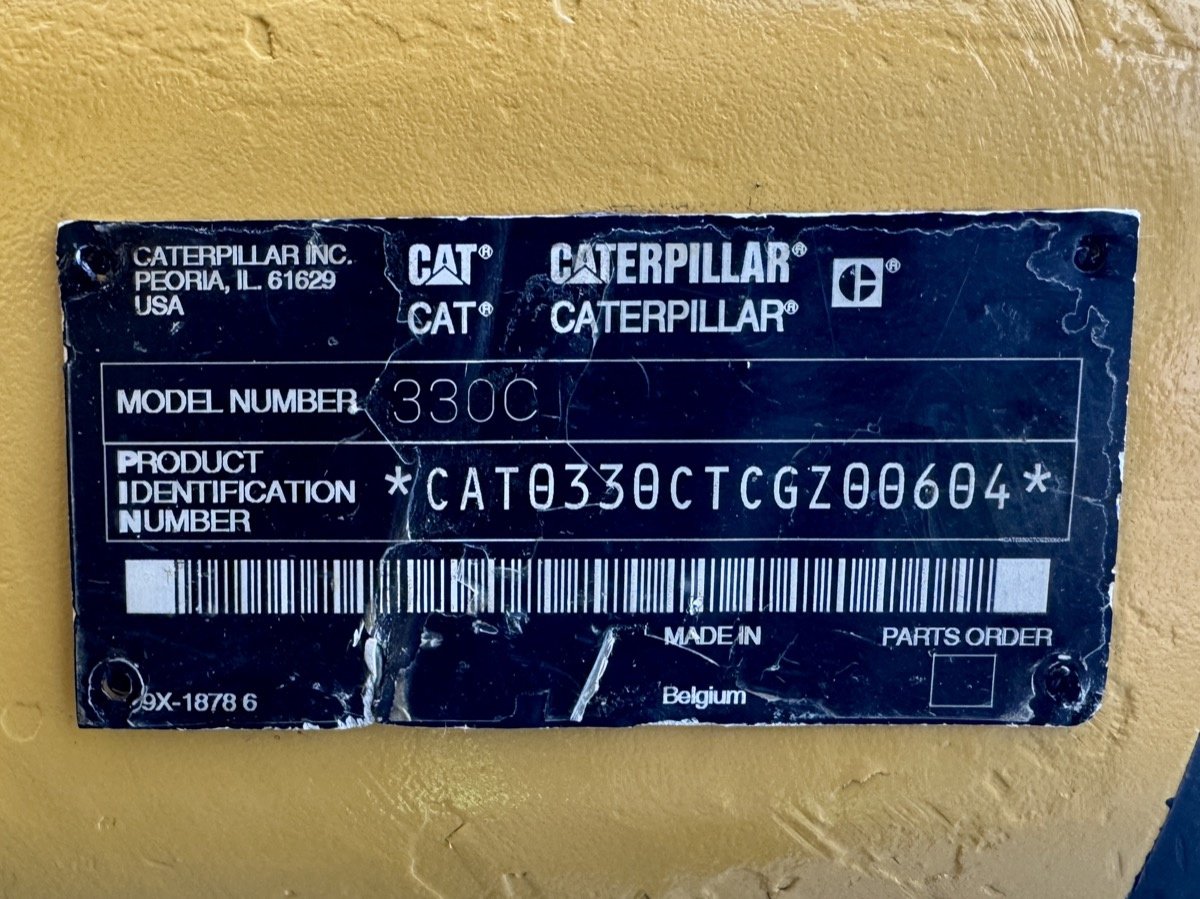 CATERPILLAR INC.
PEORIA, IL. 61629
USA
CAT® CATERPILLAR® ®
CAT® CATERPILLAR®
MODEL NUMBER 330C
PRODUCT
IDENTIFICATION
NUMBER
*CAT0330CTCGZ00604*
*CAT0330CTCGZ00604*
MADE IN
PARTS ORDER
9X-1878 6
Belgium